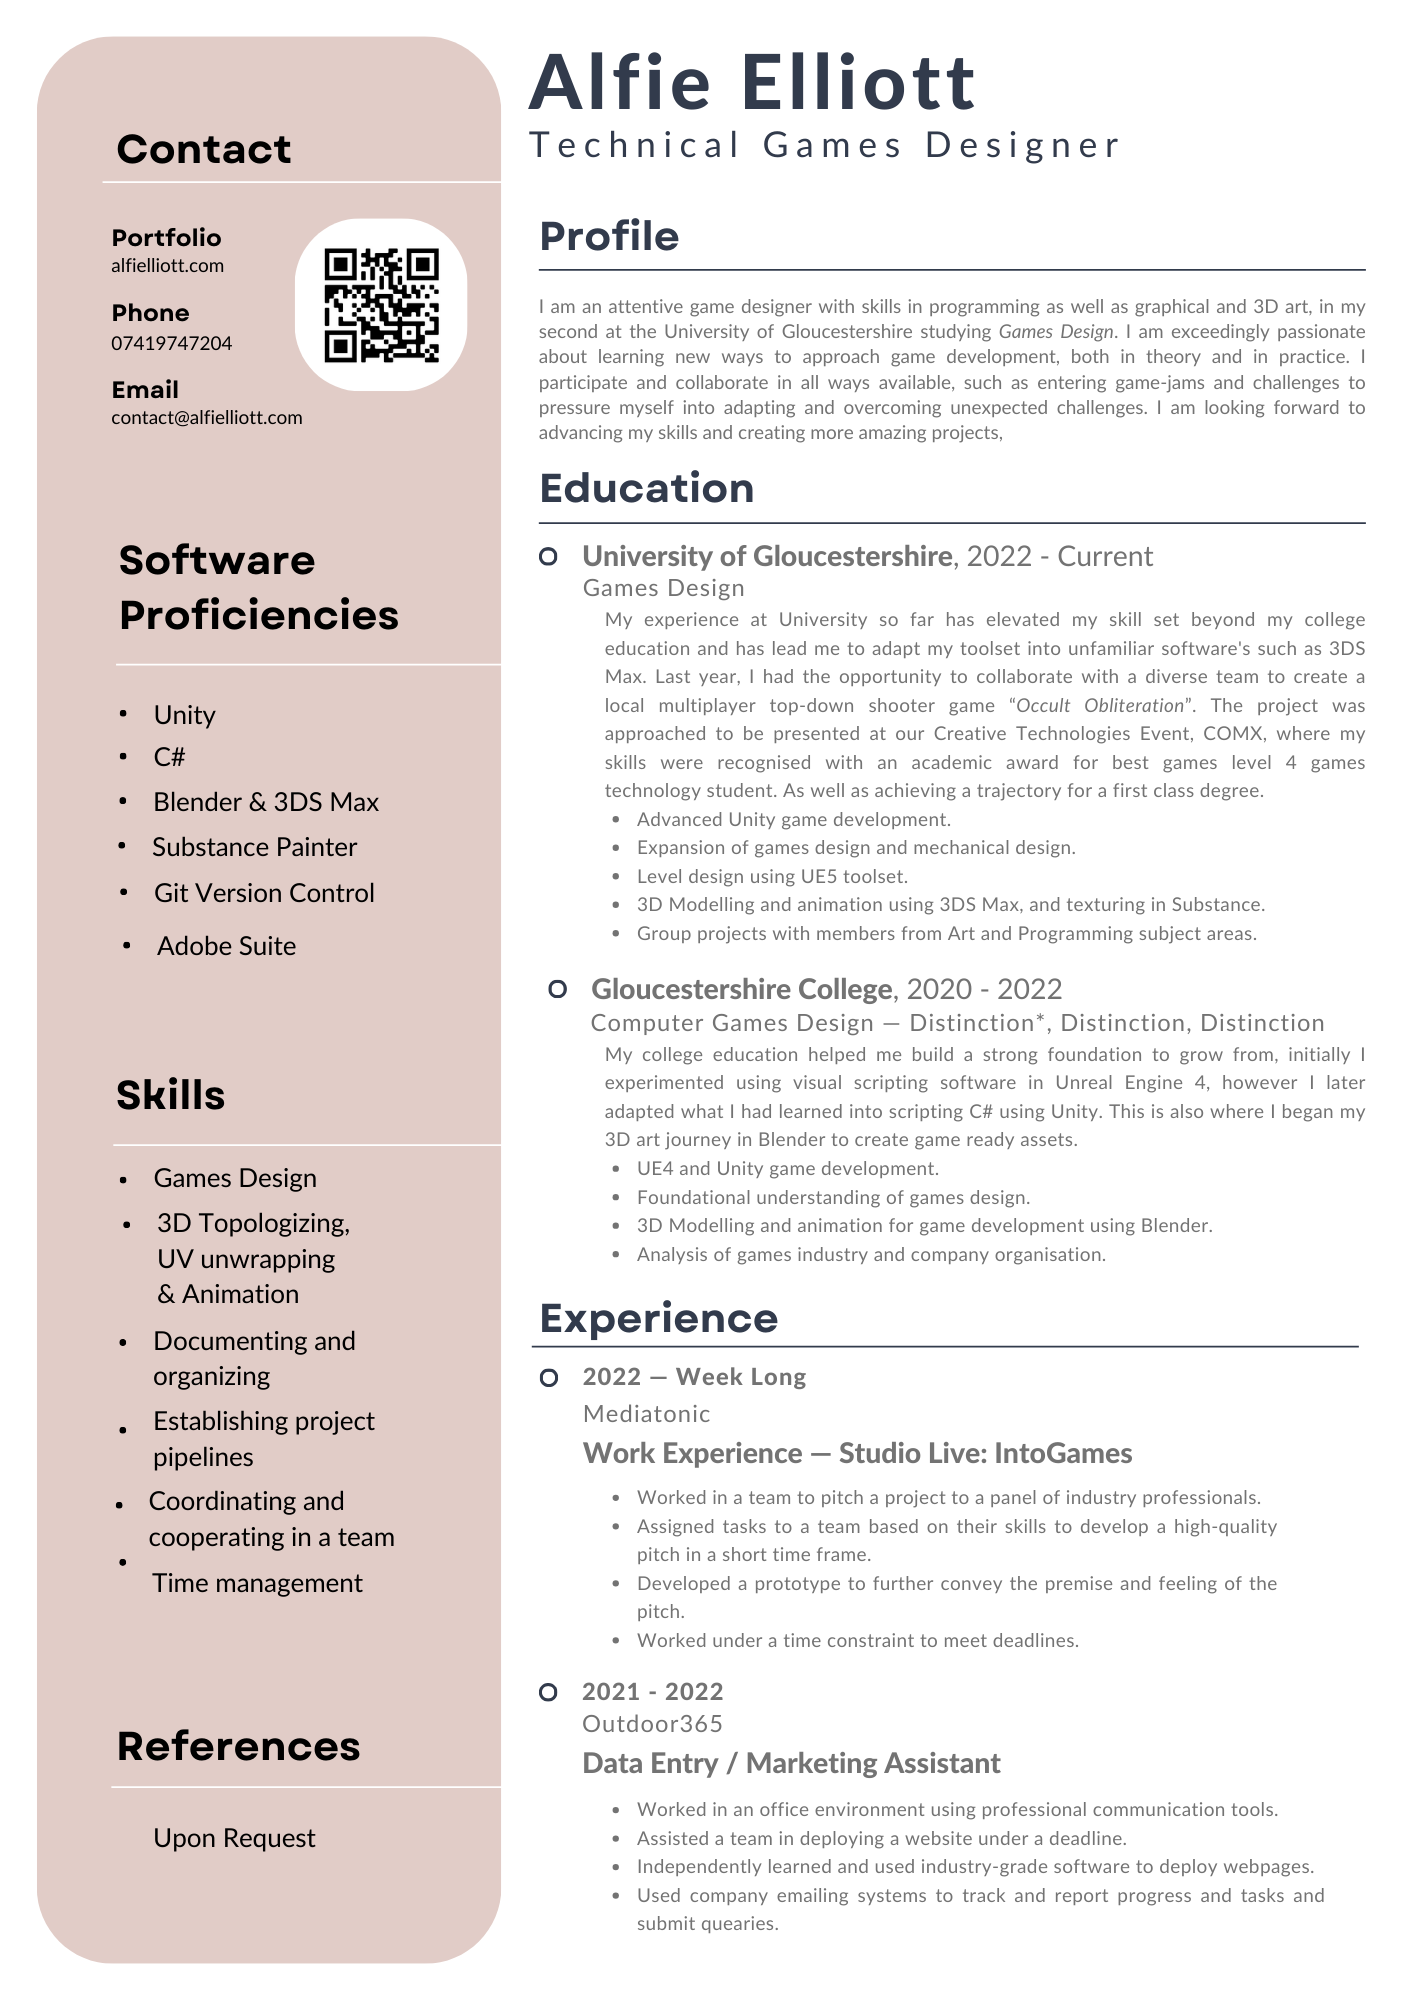 Alfie Elliott
Technical Games Designer
Contact
Portfolio
alfielliott.com
Phone
07419747204
Email
contact@alfielliott.com
Software
Proficiencies
• Unity
• C#
• Blender & 3DS Max
• Substance Painter
• Git Version Control
• Adobe Suite
Skills
• Games Design
• 3D Topologizing,
UV unwrapping
& Animation
• Documenting and
organizing
• Establishing project
pipelines
• Coordinating and
cooperating in a team
• Time management
References
Upon Request
Profile
I am an attentive game designer with skills in programming as well as graphical and 3D art, in my
second at the University of Gloucestershire studying Games Design. I am exceedingly passionate
about learning new ways to approach game development, both in theory and in practice. I
participate and collaborate in all ways available, such as entering game-jams and challenges to
pressure myself into adapting and overcoming unexpected challenges. I am looking forward to
advancing my skills and creating more amazing projects,
Education
University of Gloucestershire, 2022 - Current
Games Design
My experience at University so far has elevated my skill set beyond my college
education and has lead me to adapt my toolset into unfamiliar software's such as 3DS
Max. Last year, I had the opportunity to collaborate with a diverse team to create a
local multiplayer top-down shooter game “Occult Obliteration”. The project was
approached to be presented at our Creative Technologies Event, COMX, where my
skills were recognised with an academic award for best games level 4 games
technology student. As well as achieving a trajectory for a first class degree.
• Advanced Unity game development.
• Expansion of games design and mechanical design.
• Level design using UE5 toolset.
• 3D Modelling and animation using 3DS Max, and texturing in Substance.
• Group projects with members from Art and Programming subject areas.
Gloucestershire College, 2020 - 2022
Computer Games Design — Distinction*, Distinction, Distinction
My college education helped me build a strong foundation to grow from, initially I
experimented using visual scripting software in Unreal Engine 4, however I later
adapted what I had learned into scripting C# using Unity. This is also where I began my
3D art journey in Blender to create game ready assets.
• UE4 and Unity game development.
• Foundational understanding of games design.
• 3D Modelling and animation for game development using Blender.
• Analysis of games industry and company organisation.
Experience
2022 — Week Long
Mediatonic
Work Experience — Studio Live: IntoGames
• Worked in a team to pitch a project to a panel of industry professionals.
• Assigned tasks to a team based on their skills to develop a high-quality
pitch in a short time frame.
• Developed a prototype to further convey the premise and feeling of the
pitch.
• Worked under a time constraint to meet deadlines.
2021 - 2022
Outdoor365
Data Entry / Marketing Assistant
• Worked in an office environment using professional communication tools.
• Assisted a team in deploying a website under a deadline.
• Independently learned and used industry-grade software to deploy webpages.
• Used company emailing systems to track and report progress and tasks and
submit quearies.